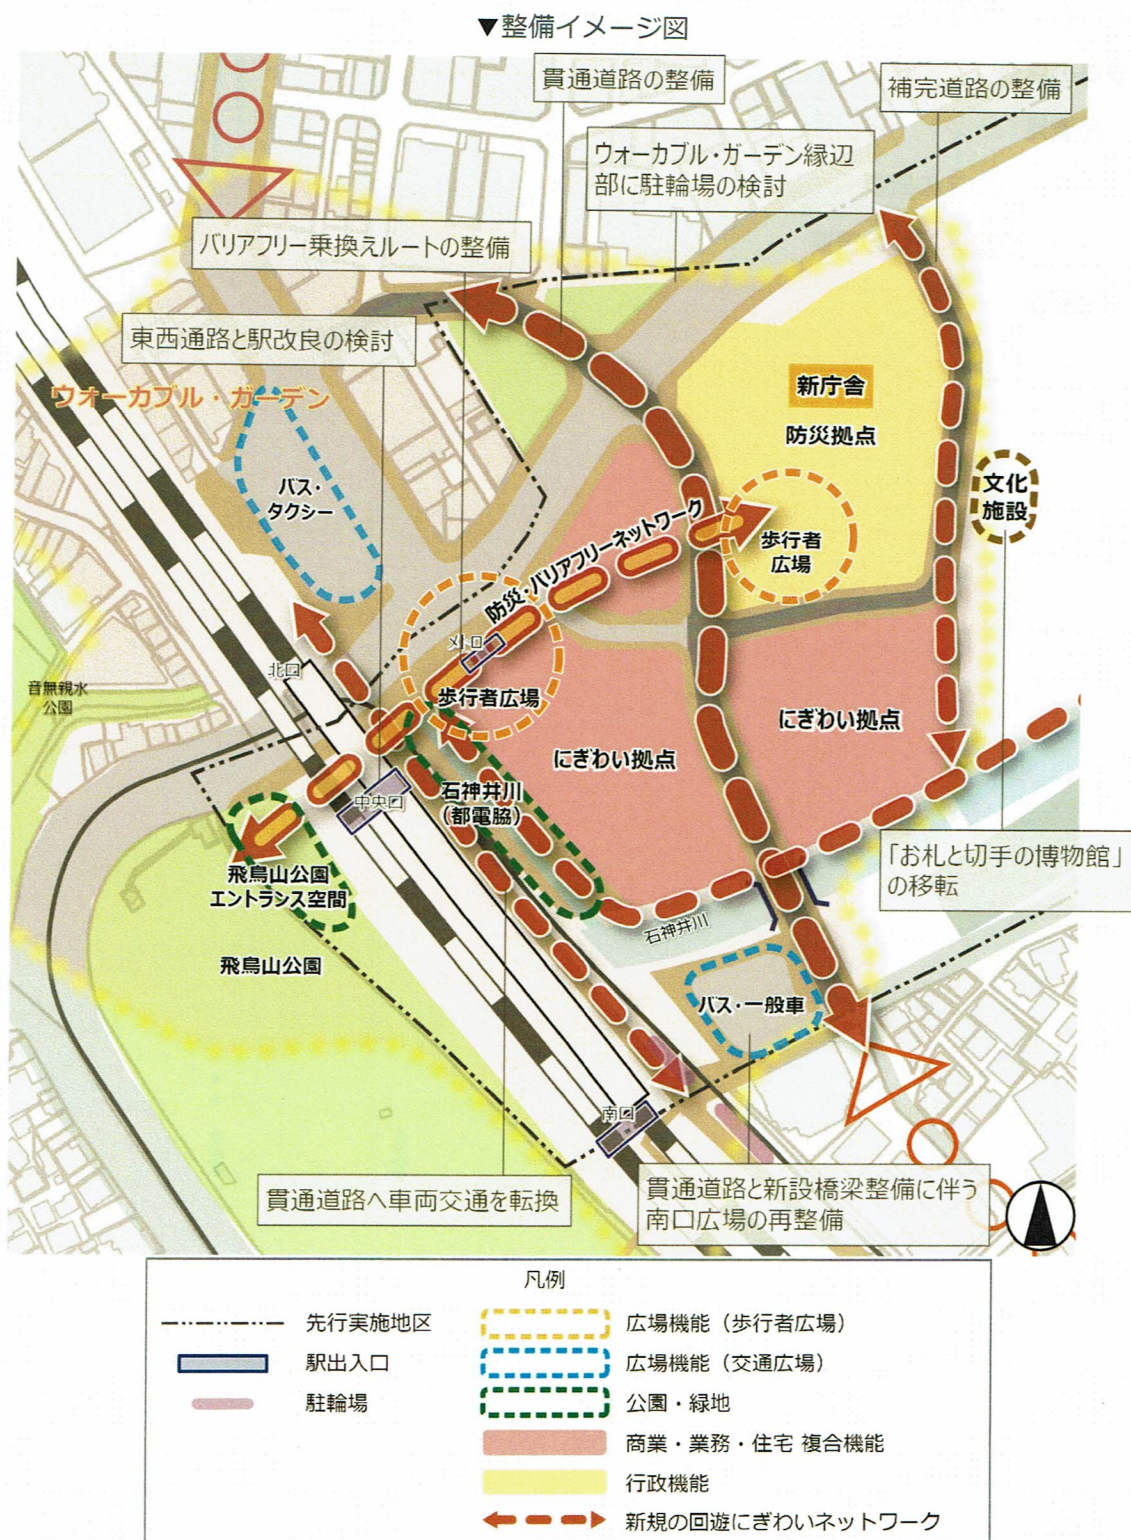 ▼整備イメージ図
貫通道路の整備
補完道路の整備
ウォーカブル・ガーデン縁辺
部に駐輪場の検討
バリアフリー乗換えルートの整備
東西通路と駅改良の検討
ウォーカブル・ガーデン
新庁舎
防災拠点
バス・
タクシー
文化
施設
防災・バリアフリーネットワーク
歩行者
広場
メトロ
北口
音無親水
公園
歩行者広場
にぎわい拠点
にぎわい拠点
中央口
石神井川
(都電脇)
「お札と切手の博物館」
の移転
飛鳥山公園
エントランス空間
石神井川
飛鳥山公園
バス・一般車
南口
貫通道路へ車両交通を転換
貫通道路と新設橋梁整備に伴う
南口広場の再整備
凡例
先行実施地区
駅出入口
駐輪場
広場機能（歩行者広場）
広場機能（交通広場）
公園・緑地
商業・業務・住宅 複合機能
行政機能
新規の回遊にぎわいネットワーク